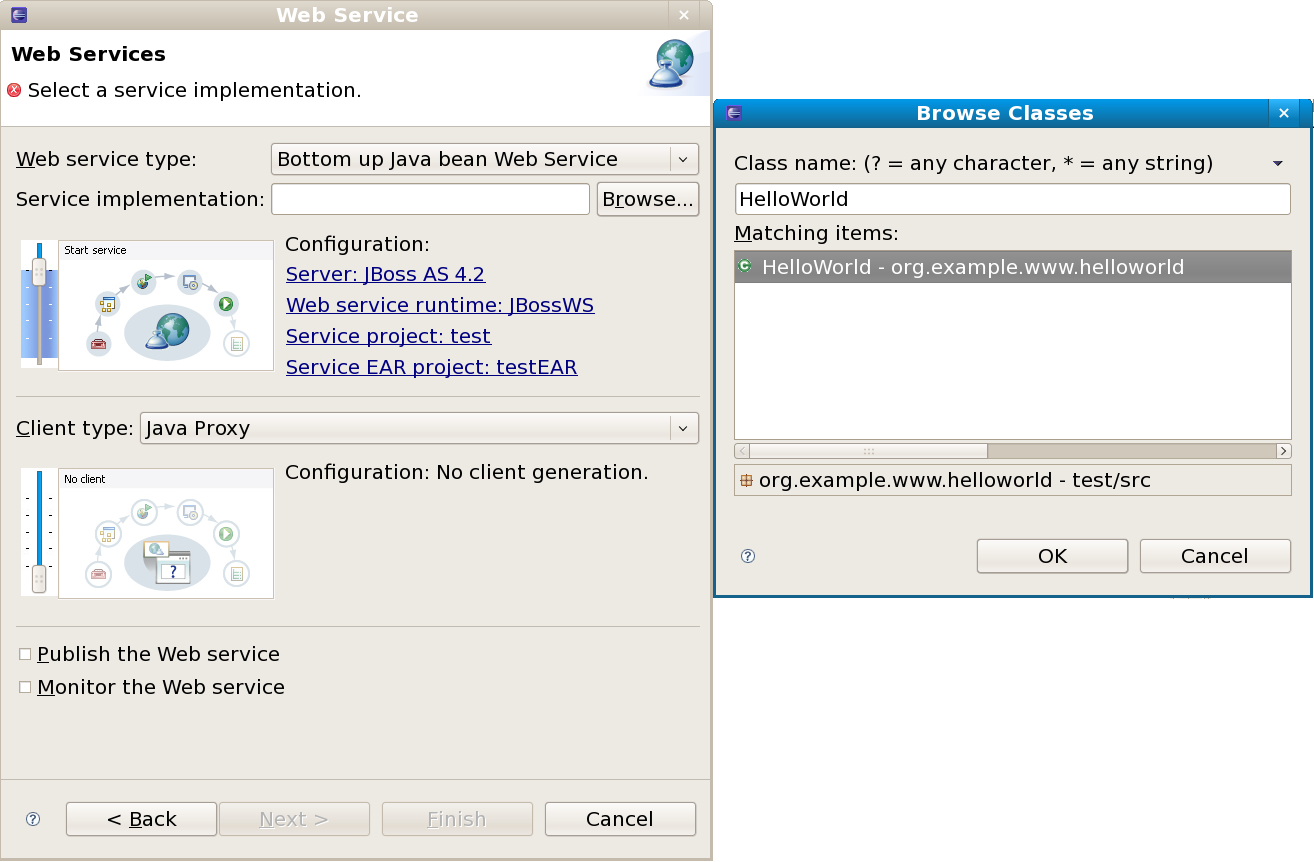 Web Service
Web Services
Select a service implementation.
Web service type: Bottom up Java bean Web Service
Service implementation: Browse...
Start service
Configuration:
Server: JBoss AS 4.2
Web service runtime: JBossWS
Service project: test
Service EAR project: testEAR
Client type: Java Proxy
No client
Configuration: No client generation.
Publish the Web service
Monitor the Web service
< Back Next > Finish Cancel
Browse Classes
Class name: (? = any character, * = any string)
HelloWorld
Matching items:
HelloWorld - org.example.www.helloworld
org.example.www.helloworld - test/src
OK Cancel